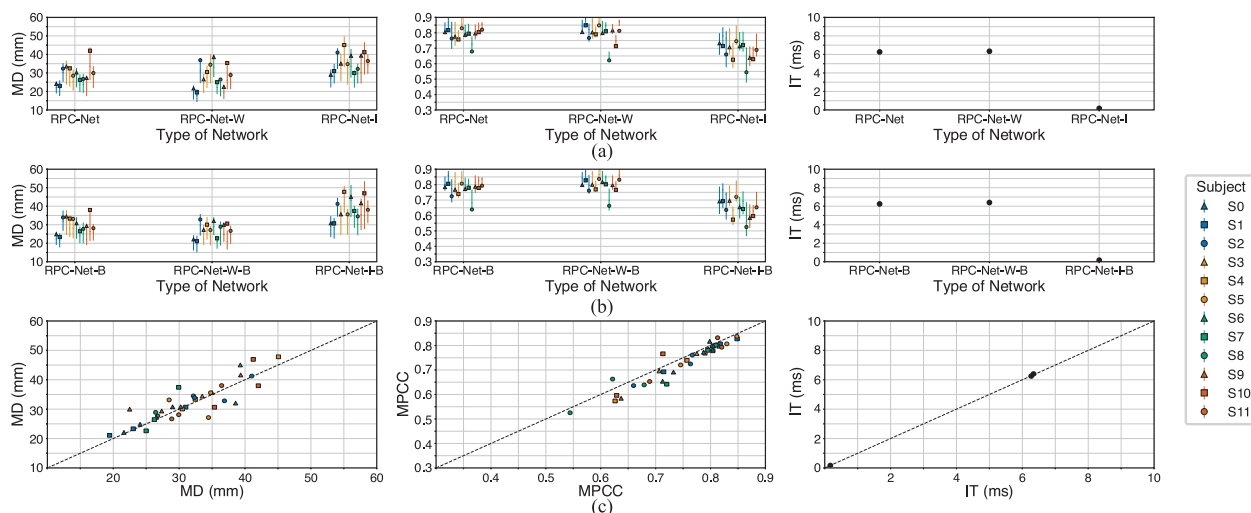 60
50
40
30
20
10
MD (mm)
RPC-Net
RPC-Net-W
RPC-Net-I
Type of Network
0.9
0.8
0.7
0.6
0.5
0.4
0.3
MPCC
RPC-Net
RPC-Net-W
RPC-Net-I
Type of Network
10
8
6
4
2
0
IT (ms)
RPC-Net
RPC-Net-W
RPC-Net-I
Type of Network
(a)
60
50
40
30
20
10
MD (mm)
RPC-Net-B
RPC-Net-W-B
RPC-Net-I-B
Type of Network
0.9
0.8
0.7
0.6
0.5
0.4
0.3
MPCC
RPC-Net-B
RPC-Net-W-B
RPC-Net-I-B
Type of Network
10
8
6
4
2
0
IT (ms)
RPC-Net-B
RPC-Net-W-B
RPC-Net-I-B
Type of Network
(b)
60
50
40
30
20
10
MD (mm)
10 20 30 40 50 60
MD (mm)
0.9
0.8
0.7
0.6
0.5
0.4
0.3
MPCC
0.3 0.4 0.5 0.6 0.7 0.8 0.9
MPCC
10
8
6
4
2
0
IT (ms)
0 2 4 6 8 10
IT (ms)
(c)
Subject
S0
S1
S2
S3
S4
S5
S6
S7
S8
S9
S10
S11